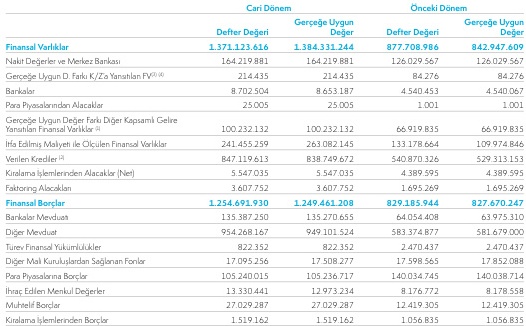 Cari Dönem Önceki Dönem
Defter Değeri Gerçeğe Uygun Değer Defter Değeri Gerçeğe Uygun Değer
Finansal Varlıklar 1.371.123.616 1.384.331.244 877.708.986 842.947.609
Nakit Değerler ve Merkez Bankası 164.219.881 164.219.881 126.029.567 126.029.567
Gerçeğe Uygun D. Farkı K/Z'a Yansıtılan FV(3) (4) 214.435 214.435 84.276 84.276
Bankalar 8.702.504 8.653.187 4.540.453 4.540.067
Para Piyasalarından Alacaklar 25.005 25.005 1.001 1.001
Gerçeğe Uygun Değer Farkı Diğer Kapsamlı Gelire
Yansıtılan Finansal Varlıklar (1) 100.232.132 100.232.132 66.919.835 66.919.835
İtfa Edilmiş Maliyeti ile Ölçülen Finansal Varlıklar 241.455.259 263.082.145 133.178.664 109.974.846
Verilen Krediler (2) 847.119.613 838.749.672 540.870.326 529.313.153
Kiralama İşlemlerinden Alacaklar (Net) 5.547.035 5.547.035 4.389.595 4.389.595
Faktoring Alacakları 3.607.752 3.607.752 1.695.269 1.695.269
Finansal Borçlar 1.254.691.930 1.249.461.208 829.185.944 827.670.247
Bankalar Mevduatı 135.387.250 135.270.655 64.054.408 63.975.310
Diğer Mevduat 954.268.167 949.101.524 583.374.877 581.679.000
Türev Finansal Yükümlülükler 822.352 822.352 2.470.437 2.470.437
Diğer Mali Kuruluşlardan Sağlanan Fonlar 17.095.256 17.508.277 17.598.565 17.852.088
Para Piyasalarına Borçlar 105.240.015 105.236.717 140.034.745 140.038.714
İhraç Edilen Menkul Değerler 13.330.441 12.973.234 8.176.772 8.178.558
Muhtelif Borçlar 27.029.287 27.029.287 12.419.305 12.419.305
Kiralama İşlemlerinden Borçlar 1.519.162 1.519.162 1.056.835 1.056.835